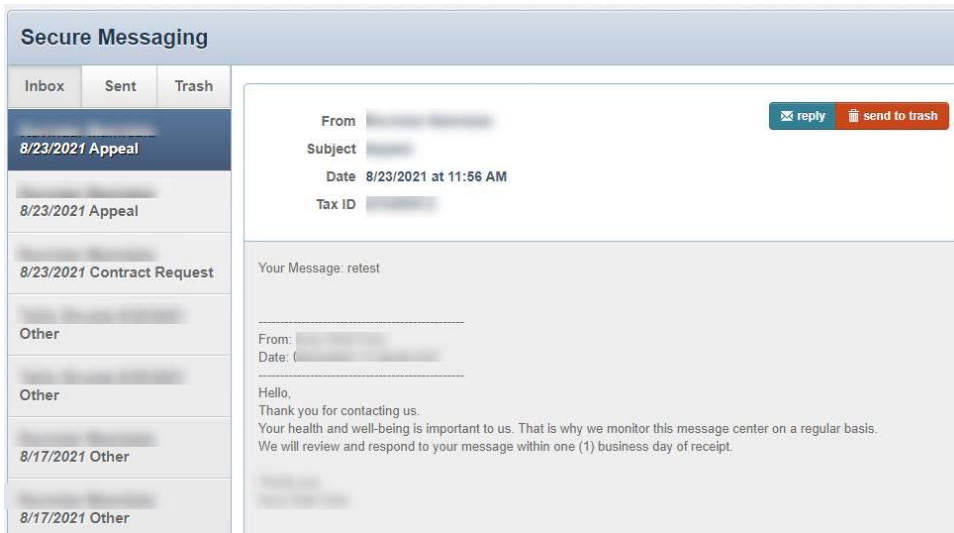 Secure Messaging
Inbox Sent Trash
8/23/2021 Appeal
8/23/2021 Appeal
8/23/2021 Contract Request
Other
Other
8/17/2021 Other
8/17/2021 Other
reply send to trash
From
Subject
Date 8/23/2021 at 11:56 AM
Tax ID
Your Message: retest
-----------------------------------------------
From:
Date:
-----------------------------------------------
Hello,
Thank you for contacting us.
Your health and well-being is important to us. That is why we monitor this message center on a regular basis.
We will review and respond to your message within one (1) business day of receipt.